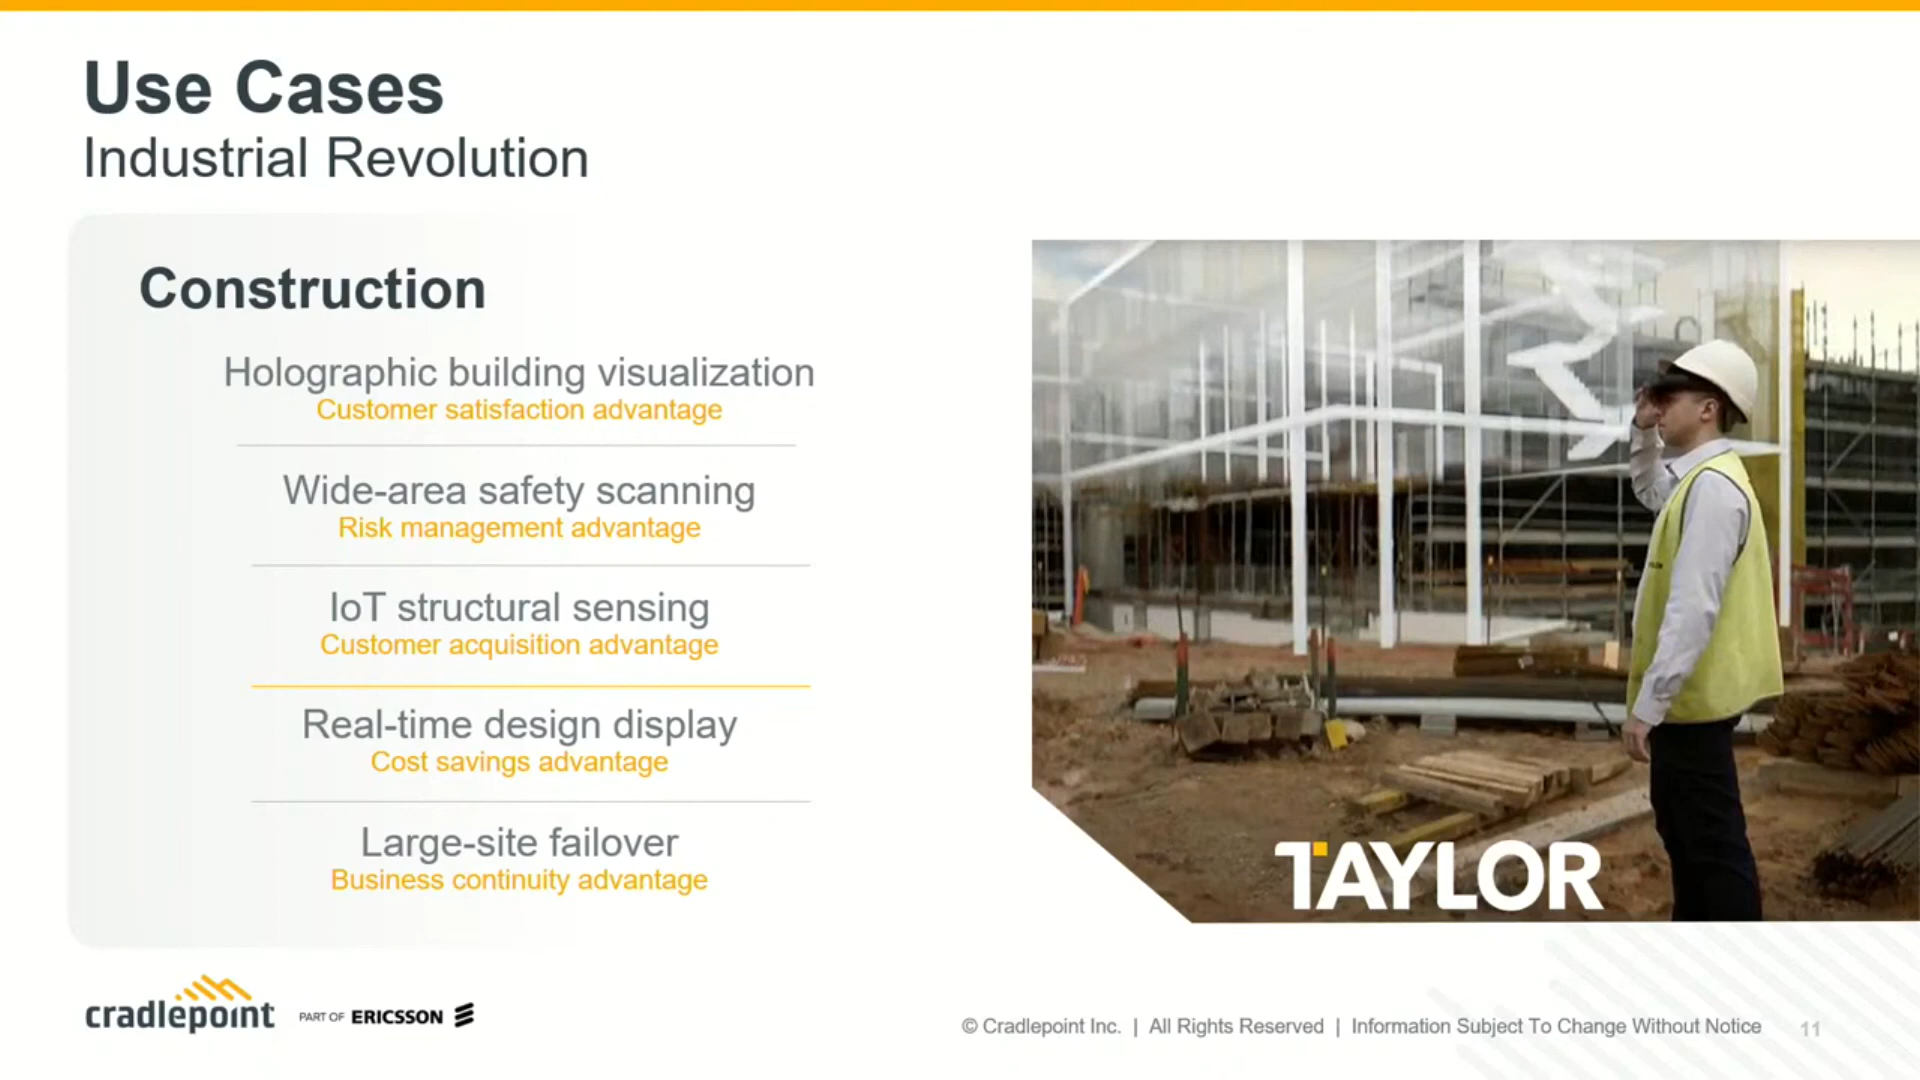 Use Cases
Industrial Revolution
Construction
Holographic building visualization
Customer satisfaction advantage
Wide-area safety scanning
Risk management advantage
IoT structural sensing
Customer acquisition advantage
Real-time design display
Cost savings advantage
Large-site failover
Business continuity advantage
TAYLOR
cradlepoint PART OF ERICSSON
© Cradlepoint Inc. | All Rights Reserved | Information Subject To Change Without Notice 11